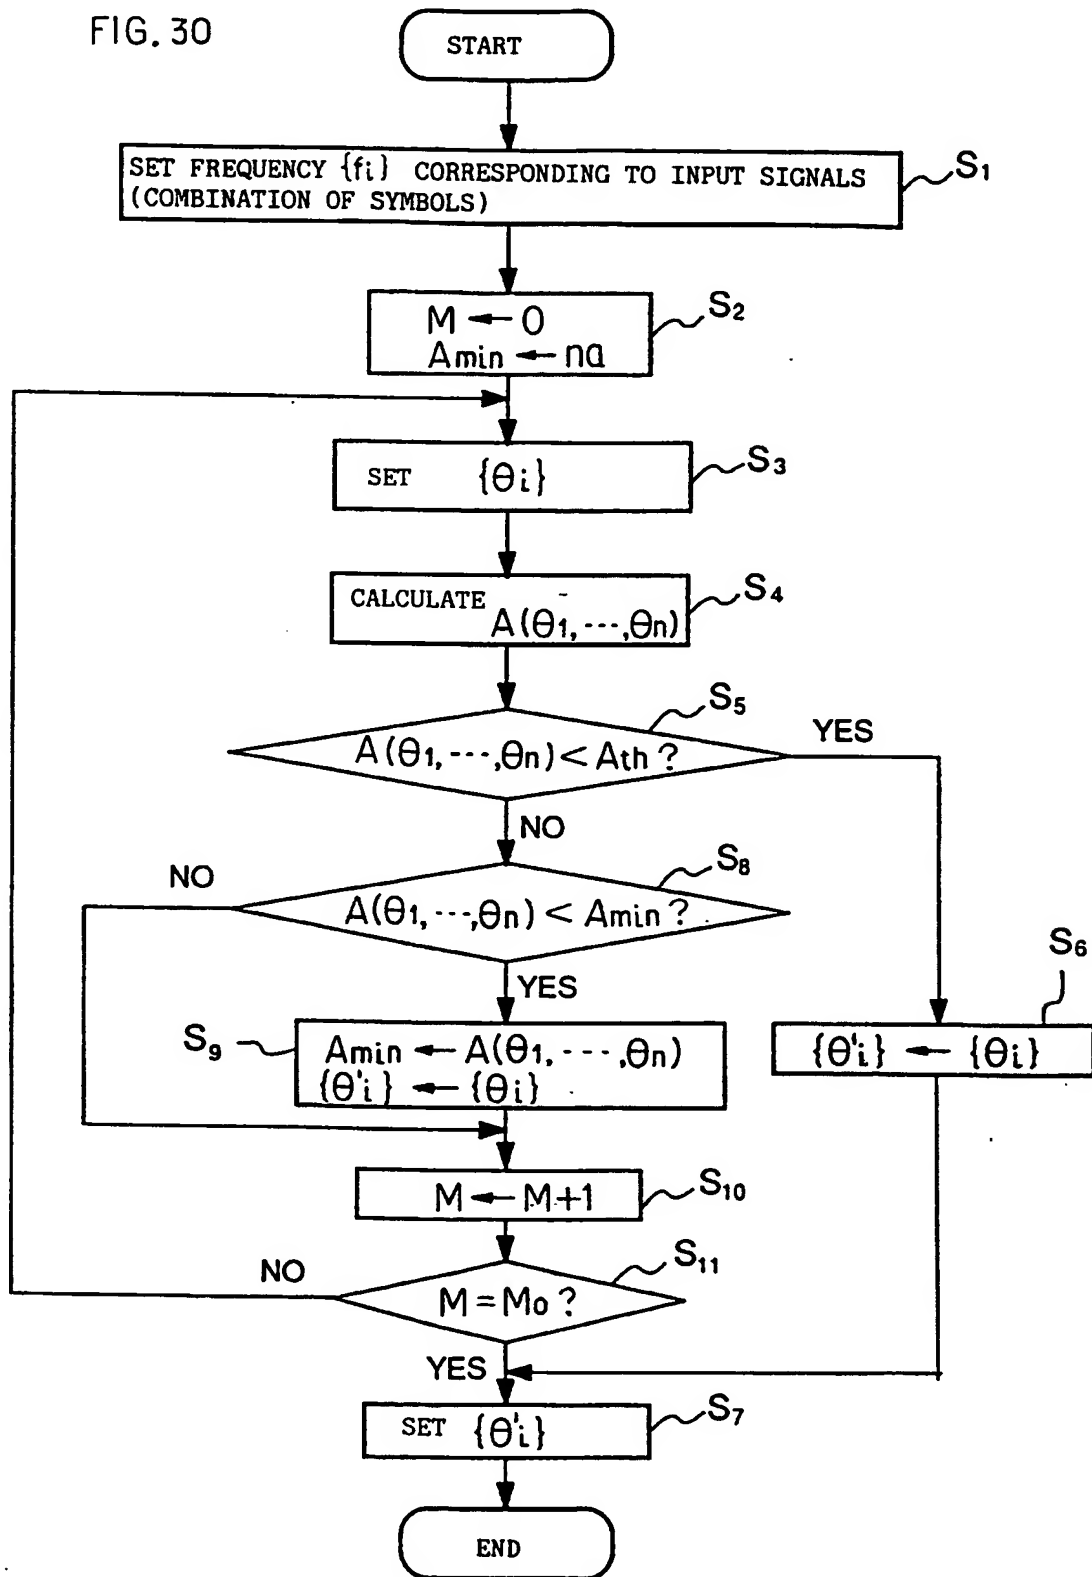 FIG. 30
START
SET FREQUENCY {fi} CORRESPONDING TO INPUT SIGNALS
(COMBINATION OF SYMBOLS)
S1
M ← 0
Amin ← na
S2
SET {θi}
S3
CALCULATE
A(θ1, ---, θn)
S4
A(θ1, ---, θn) < Ath ?
S5
YES
NO
A(θ1, ---, θn) < Amin ?
S8
NO
YES
S6
{θ'i} ← {θi}
S9
Amin ← A(θ1, ---, θn)
{θ'i} ← {θi}
M ← M+1
S10
M = Mo ?
S11
NO
YES
SET {θ'i}
S7
END